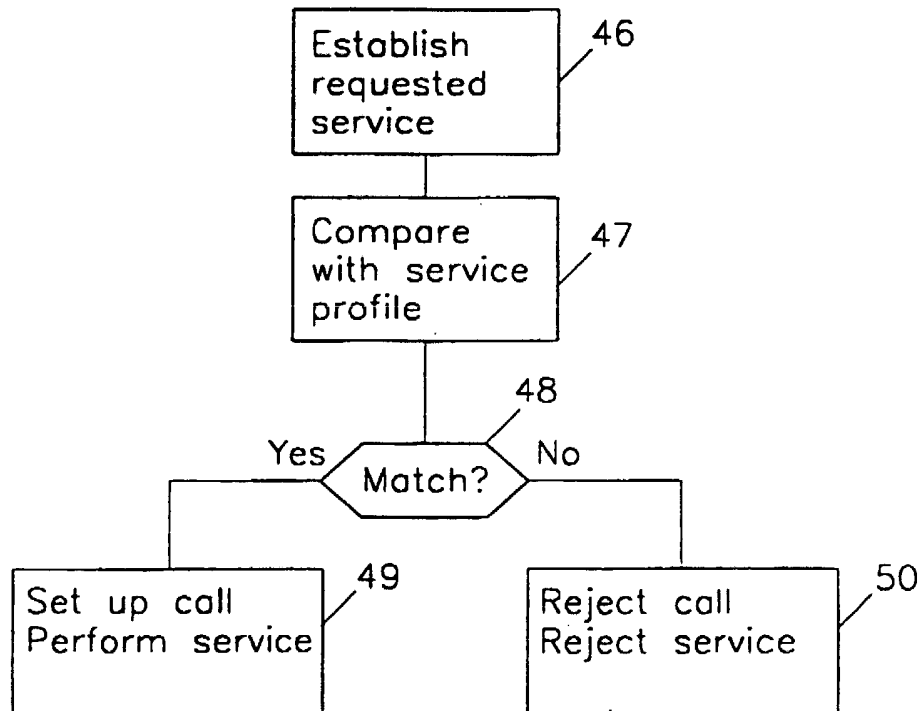 Establish
requested
service
46
Compare
with service
profile
47
48
Yes
Match?
No
Set up call
Perform service
49
Reject call
Reject service
50